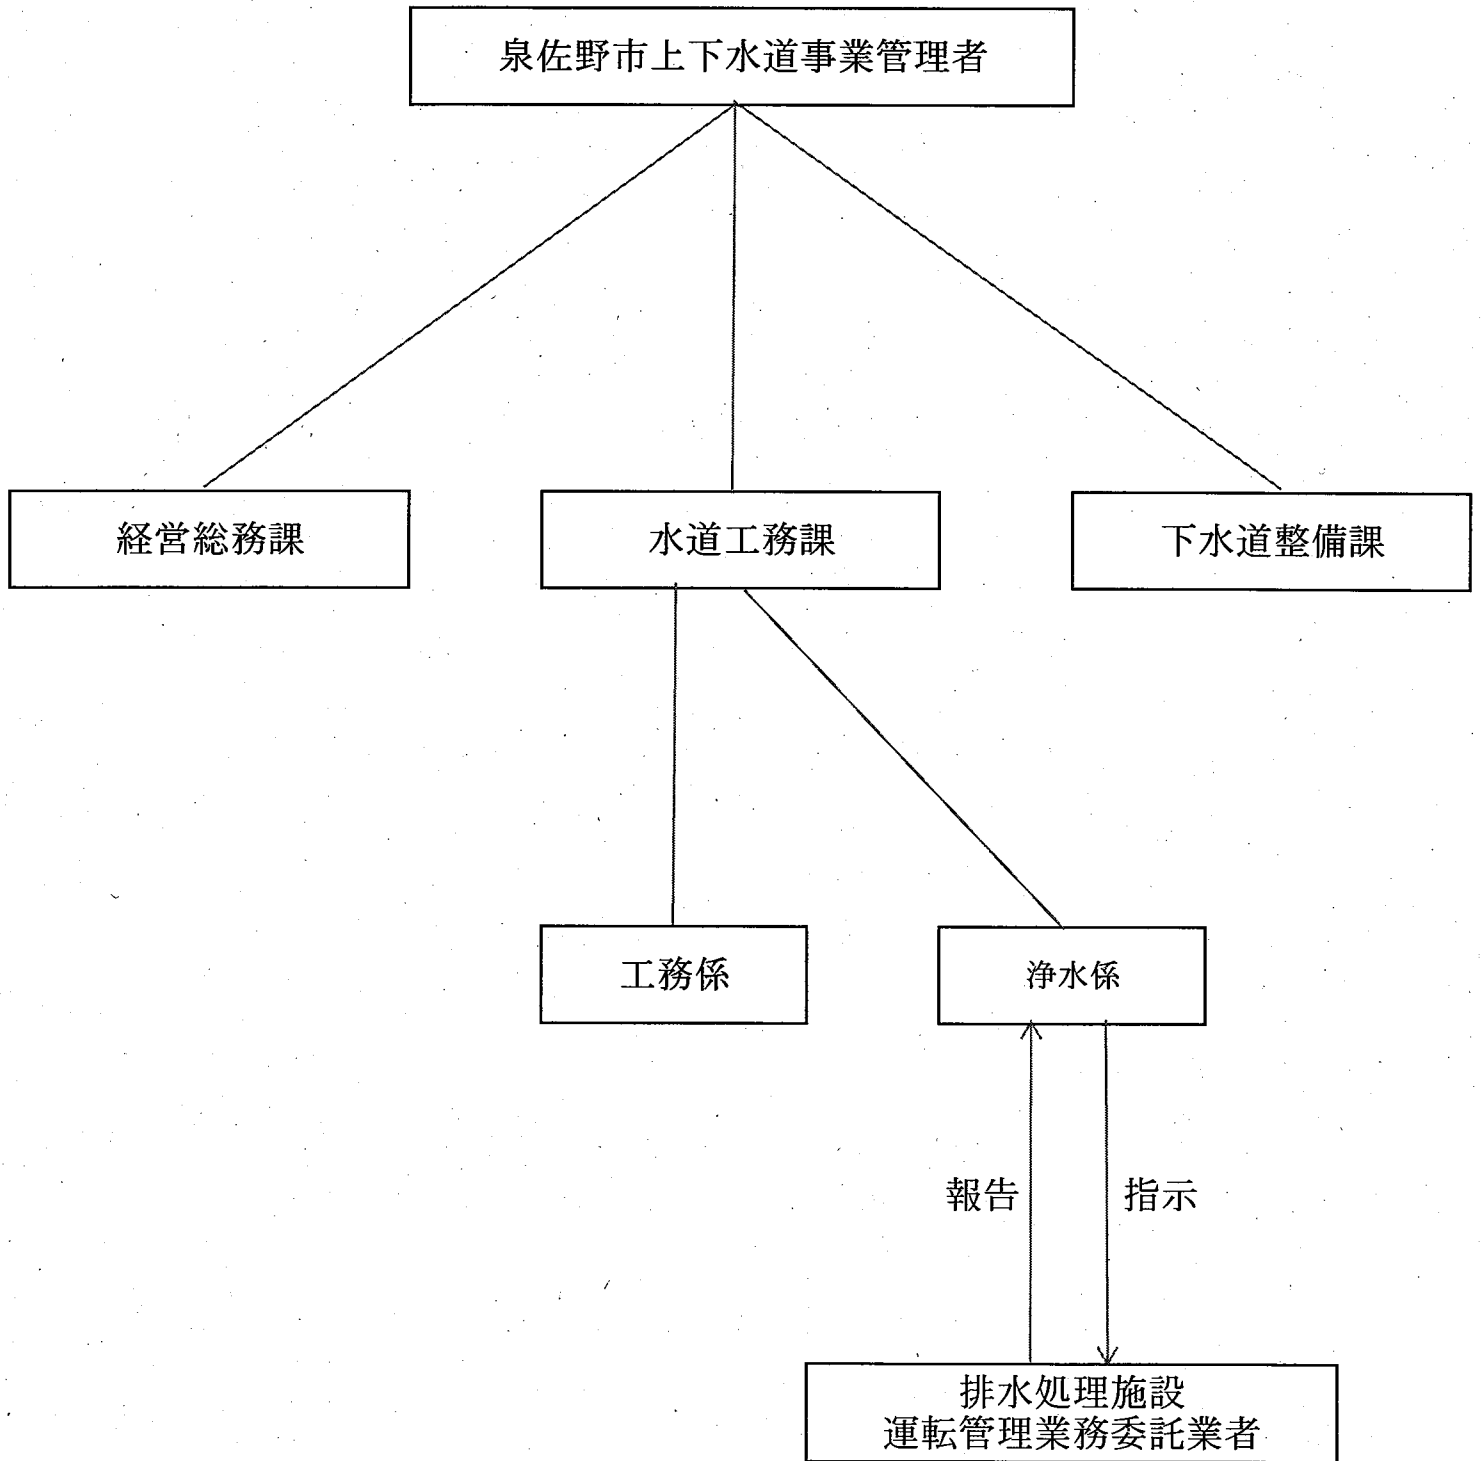 泉佐野市上下水道事業管理者
経営総務課
水道工務課
下水道整備課
工務係
浄水係
報告
指示
排水処理施設
運転管理業務委託業者